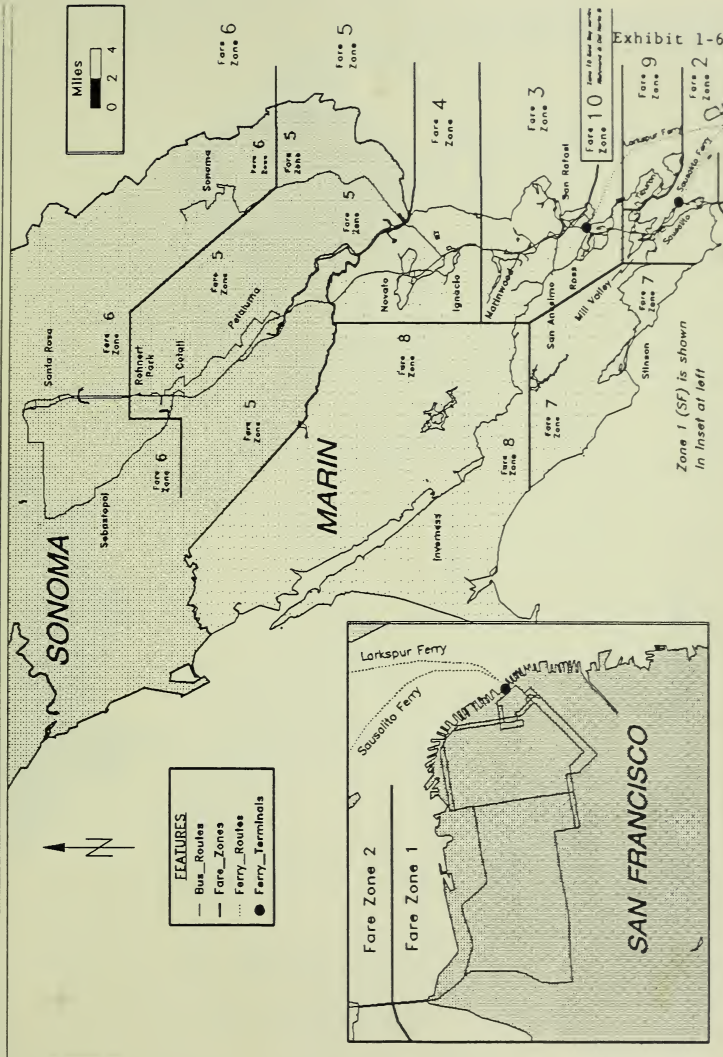 Exhibit 1-6
Miles
0 2 4
N
FEATURES
Bus_Routes
Fare_Zones
Ferry_Routes
Ferry_Terminals
SONOMA
Santa Rosa
Sebastopol
Fare 6
Zone
Fare 6
Zone
Rohnert
Park
Cotati
Petaluma
Fare 5
Zone
Fare 5
Zone
Sonoma
Fare 6
Zone
Fare 5
Zone
Fare 5
Zone
Fare 6
Zone
Fare 5
Zone
MARIN
Novato
Ignacio
Fare 4
Zone
Fare 8
Zone
Inverness
Fare 8
Zone
Fare 7
Zone
Marinwood
San Anselmo
Ross
San Rafael
Fare 3
Zone
Fare 10
Zone
Larkspur Ferry
Mill Valley
Fare 9
Zone
Sausalito
Sausalito Ferry
Fare 2
Zone
Fare 7
Zone
Stinson
Zone 1 (SF) is shown
In Inset at left
Fare Zone 2
Fare Zone 1
Sausalito Ferry
Larkspur Ferry
SAN FRANCISCO